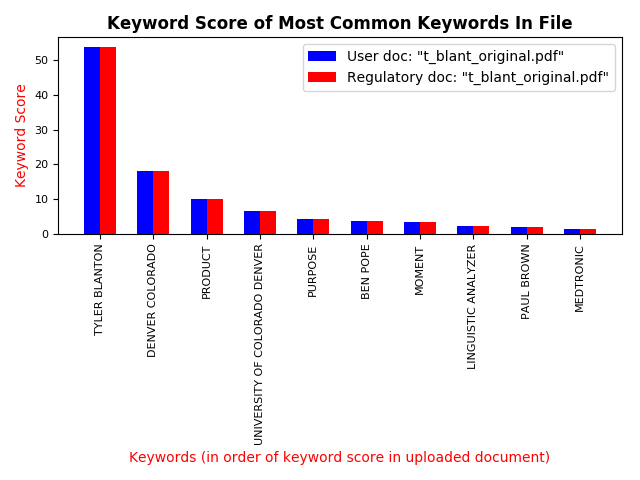 Keyword Score of Most Common Keywords In File
User doc: "t_blant_original.pdf"
Regulatory doc: "t_blant_original.pdf"
Keyword Score
50
40
30
20
10
0
TYLER BLANTON
DENVER COLORADO
PRODUCT
UNIVERSITY OF COLORADO DENVER
PURPOSE
BEN POPE
MOMENT
LINGUISTIC ANALYZER
PAUL BROWN
MEDTRONIC
Keywords (in order of keyword score in uploaded document)